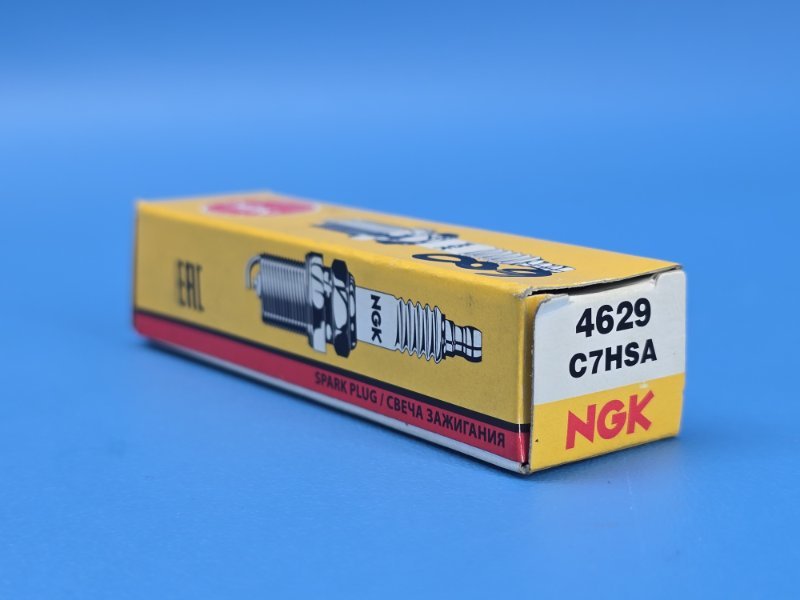 EAC
NGK
SPARK PLUG / СВЕЧА ЗАЖИГАНИЯ
4629
C7HSA
NGK